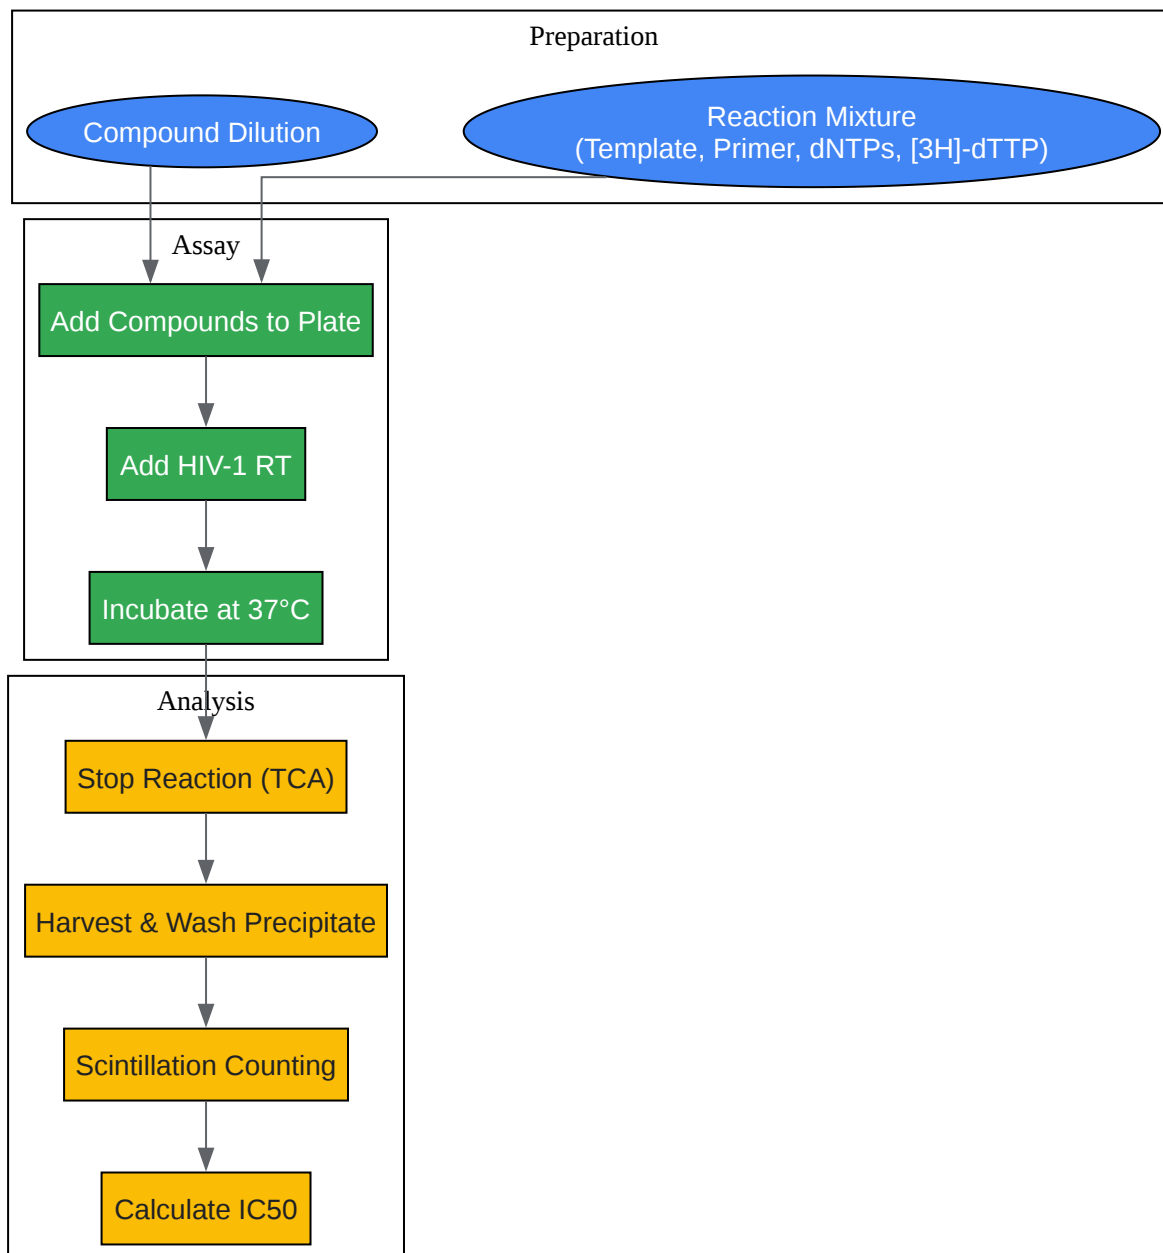 Preparation
Compound Dilution
Reaction Mixture
(Template, Primer, dNTPs, [3H]-dTTP)
Assay
Add Compounds to Plate
Add HIV-1 RT
Incubate at 37°C
Analysis
Stop Reaction (TCA)
Harvest & Wash Precipitate
Scintillation Counting
Calculate IC50